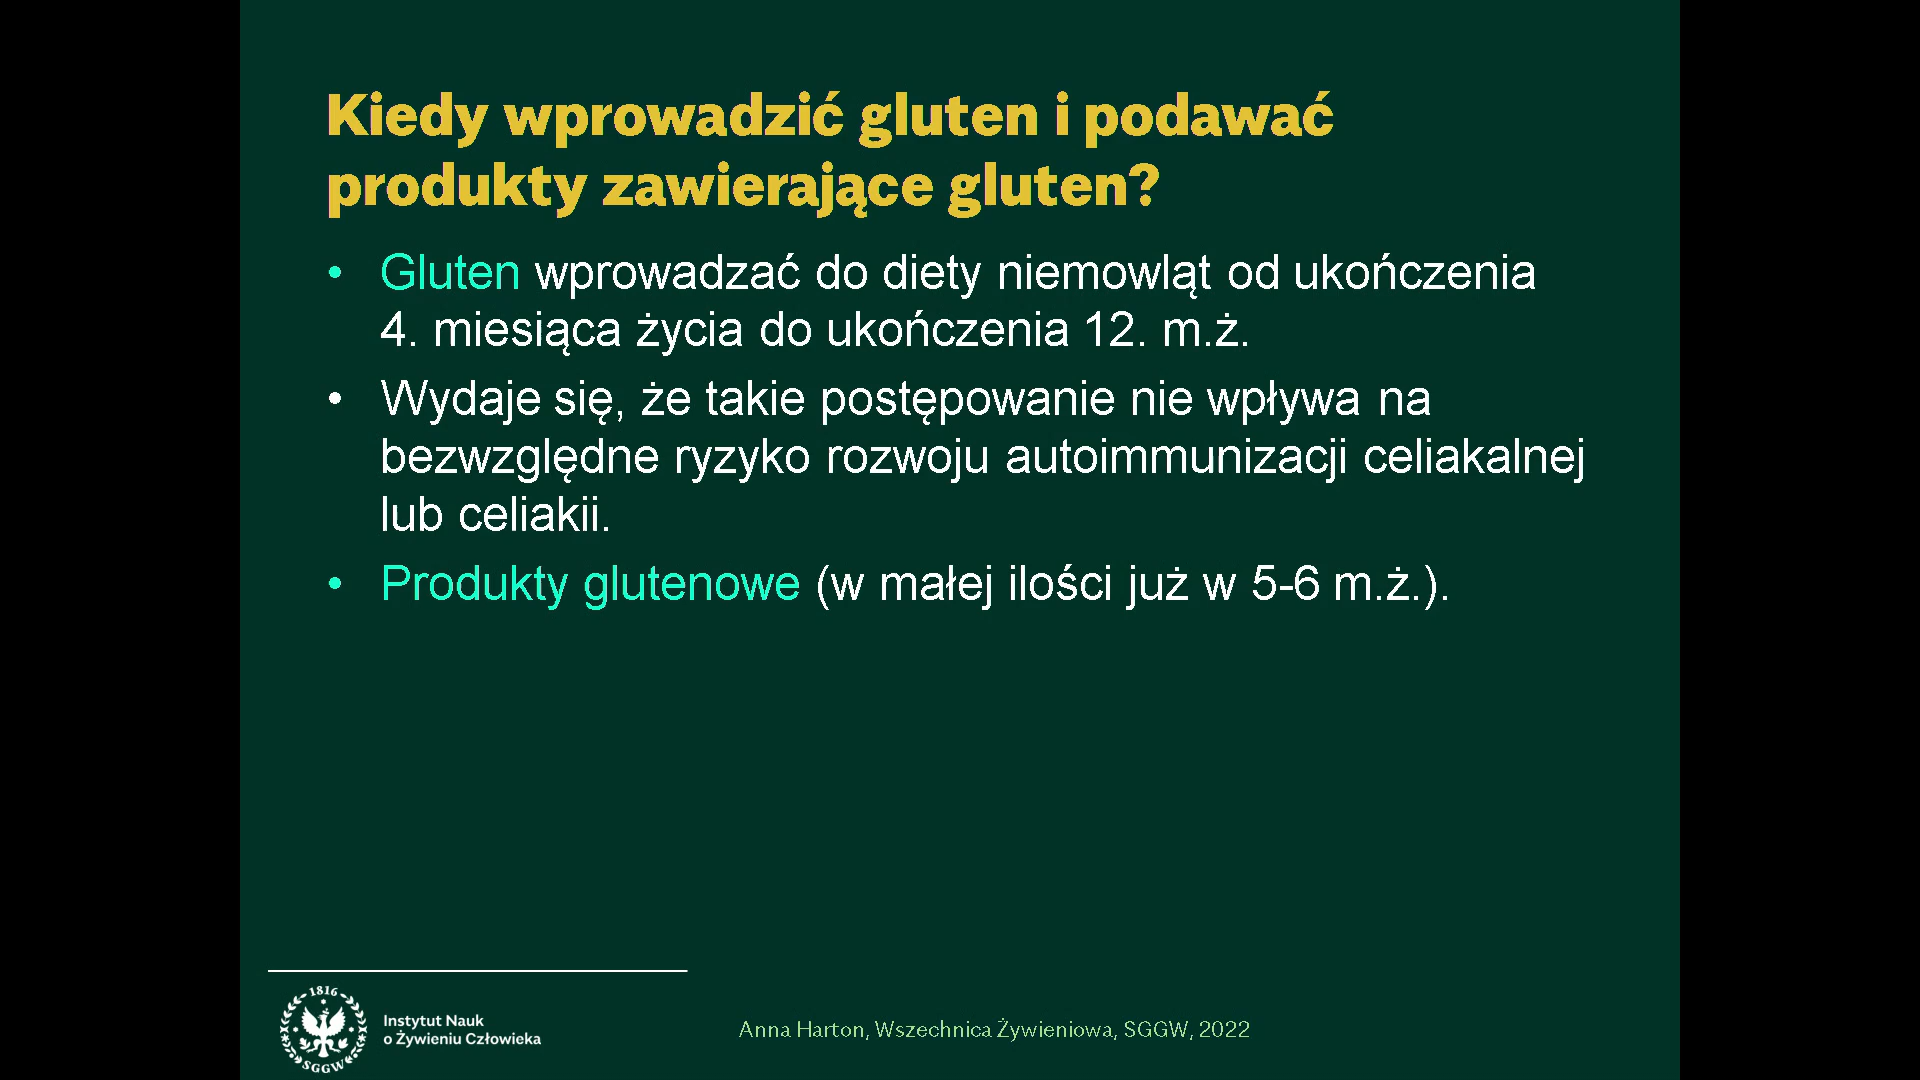 Kiedy wprowadzić gluten i podawać
produkty zawierające gluten?
• Gluten wprowadzać do diety niemowląt od ukończenia
4. miesiąca życia do ukończenia 12. m.ż.
• Wydaje się, że takie postępowanie nie wpływa na
bezwzględne ryzyko rozwoju autoimmunizacji celiakalnej
lub celiakii.
• Produkty glutenowe (w małej ilości już w 5-6 m.ż.).
1816
SGGW
Instytut Nauk
o Żywieniu Człowieka
Anna Harton, Wszechnica Żywieniowa, SGGW, 2022